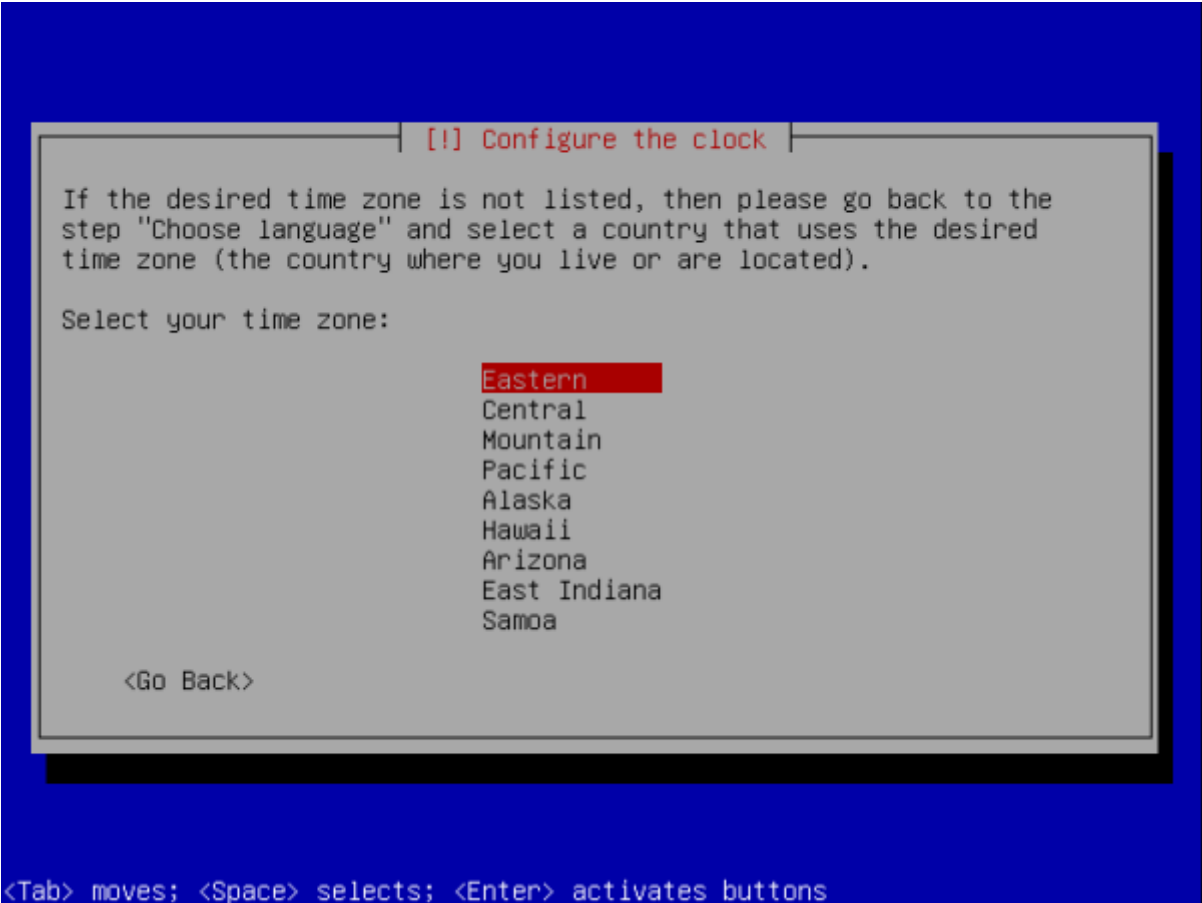 [!] Configure the clock
If the desired time zone is not listed, then please go back to the
step "Choose language" and select a country that uses the desired
time zone (the country where you live or are located).
Select your time zone:
Eastern
Central
Mountain
Pacific
Alaska
Hawaii
Arizona
East Indiana
Samoa
<Go Back>
<Tab> moves; <Space> selects; <Enter> activates buttons